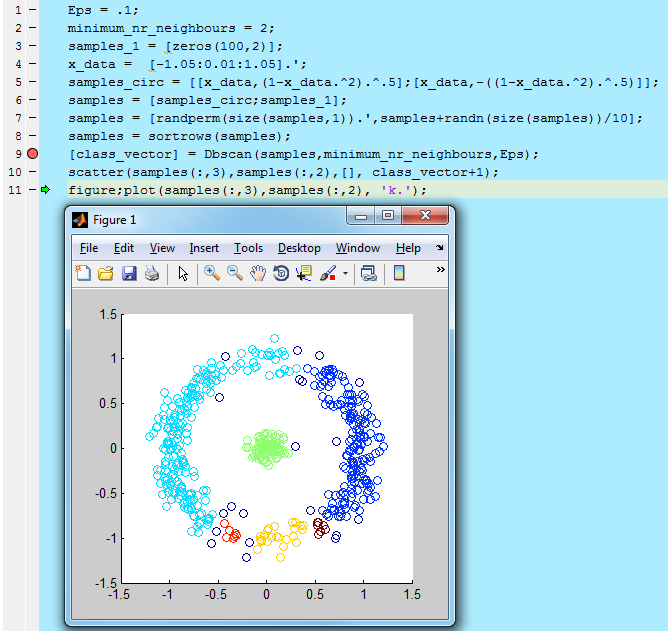 1 – Eps = .1;
2 – minimum_nr_neighbours = 2;
3 – samples_1 = [zeros(100,2)];
4 – x_data =  [-1.05:0.01:1.05].';
5 – samples_circ = [[x_data,(1-x_data.^2).^.5];[x_data,-((1-x_data.^2).^.5)]];
6 – samples = [samples_circ;samples_1];
7 – samples = [randperm(size(samples,1)).',samples+randn(size(samples))/10];
8 – samples = sortrows(samples);
9 [class_vector] = Dbscan(samples,minimum_nr_neighbours,Eps);
10 – scatter(samples(:,3),samples(:,2),[], class_vector+1);
11 – figure;plot(samples(:,3),samples(:,2), 'k.');
Figure 1
File Edit View Insert Tools Desktop Window Help
1.5
1
0.5
0
-0.5
-1
-1.5
-1.5 -1 -0.5 0 0.5 1 1.5